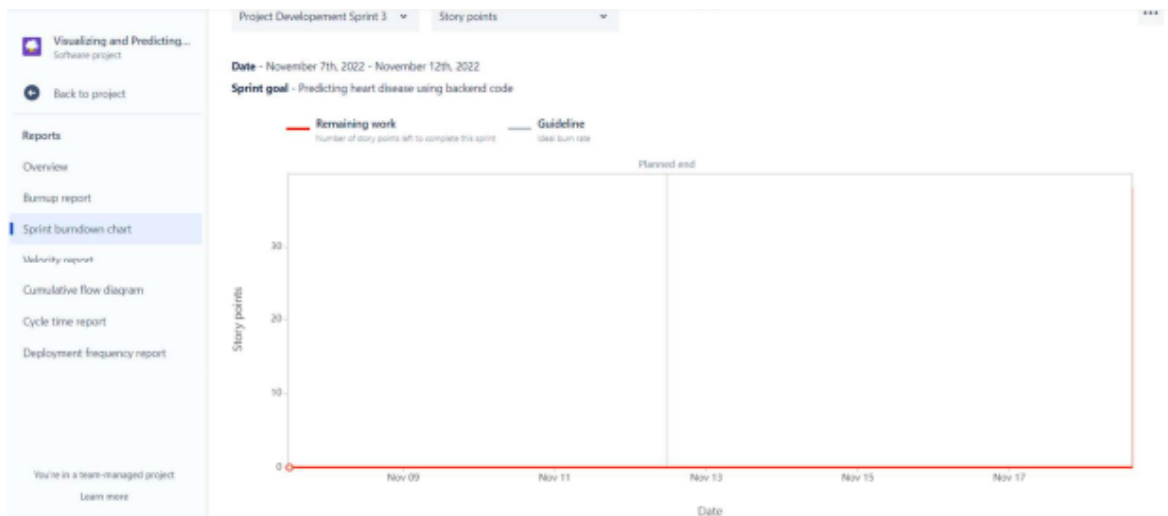 Project Developement Sprint 3
Story points
Visualizing and Predicting...
Software project
Back to project
Reports
Overview
Burnup report
Sprint burndown chart
Velocity report
Cumulative flow diagram
Cycle time report
Deployment frequency report
You're in a team-managed project
Learn more
Date - November 7th, 2022 - November 12th, 2022
Sprint goal - Predicting heart disease using backend code
Remaining work
Number of story points left to complete this sprint
Guideline
Ideal burn rate
Planned end
Story points
30
20
10
0
Nov 09
Nov 11
Nov 13
Nov 15
Nov 17
Date